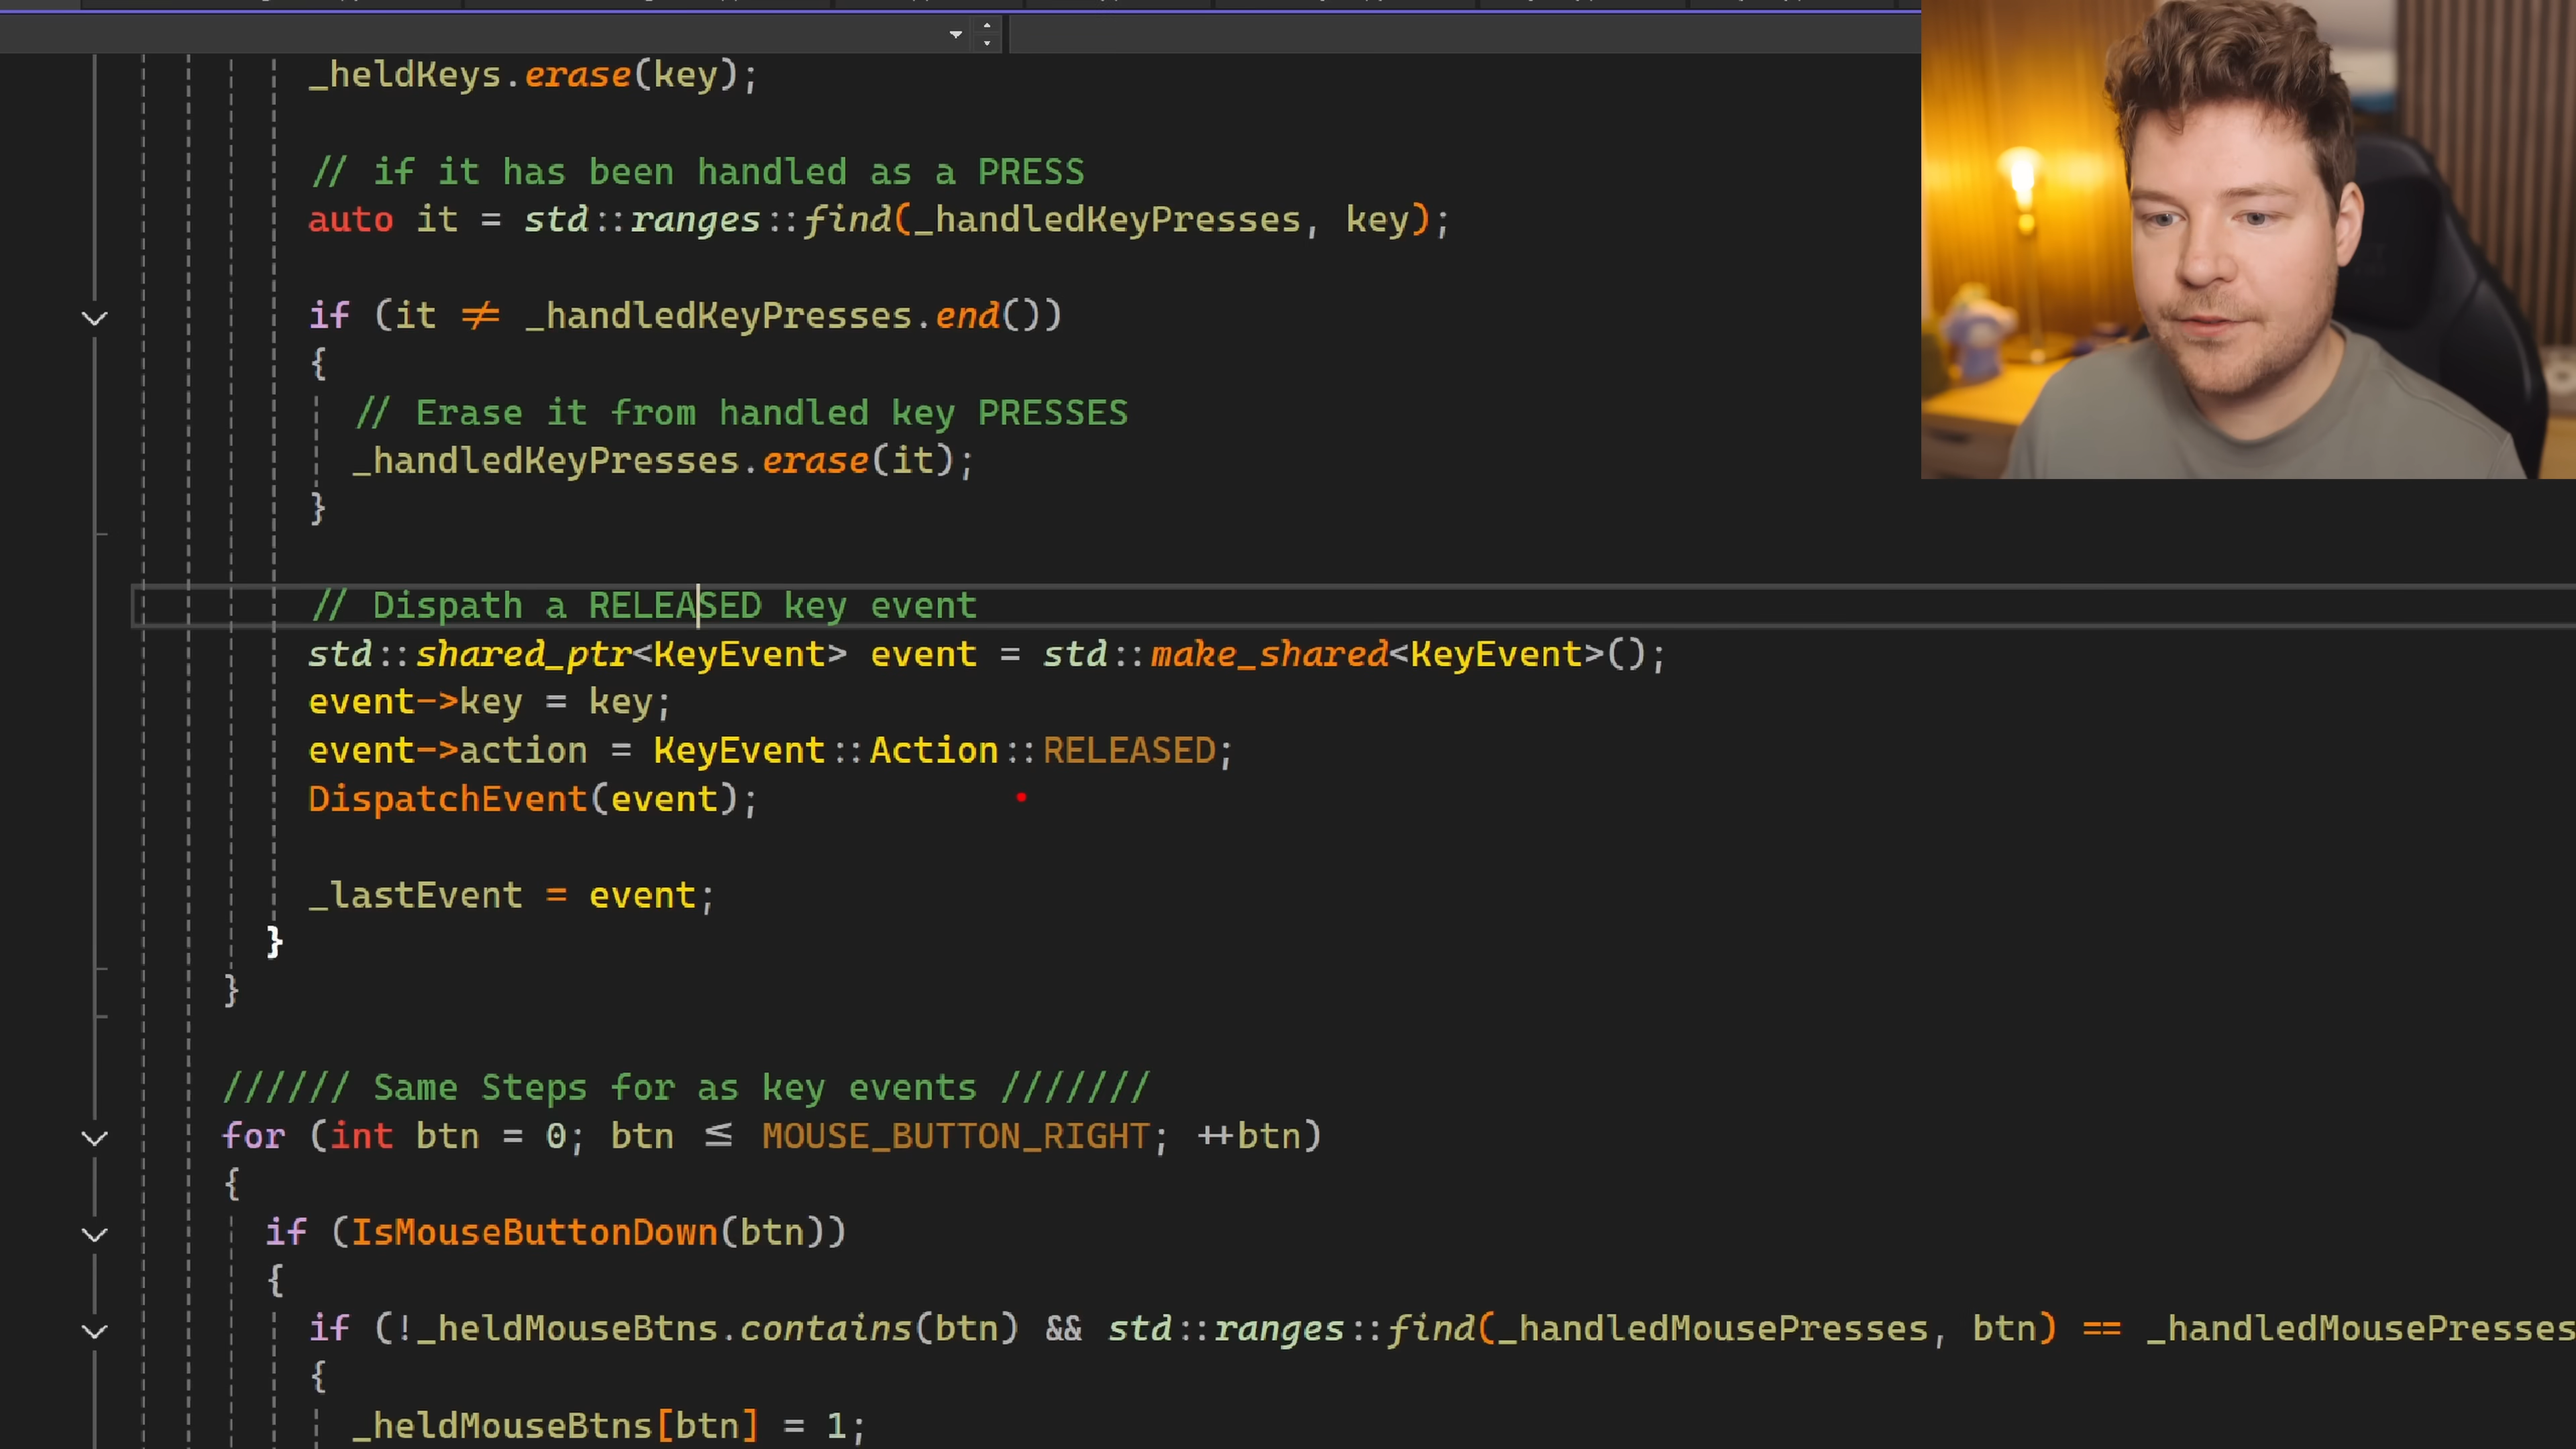 _heldKeys.erase(key);
// if it has been handled as a PRESS
auto it = std::ranges::find(_handledKeyPresses, key);
if (it ≠ _handledKeyPresses.end())
{
// Erase it from handled key PRESSES
_handledKeyPresses.erase(it);
}
// Dispath a RELEASED key event
std::shared_ptr<KeyEvent> event = std::make_shared<KeyEvent>();
event->key = key;
event->action = KeyEvent::Action::RELEASED;
DispatchEvent(event);
_lastEvent = event;
}
}
////// Same Steps for as key events ///////
for (int btn = 0; btn ≤ MOUSE_BUTTON_RIGHT; ++btn)
{
if (IsMouseButtonDown(btn))
{
if (!_heldMouseBtns.contains(btn) && std::ranges::find(_handledMousePresses, btn) == _handledMousePresses
{
_heldMouseBtns[btn] = 1;